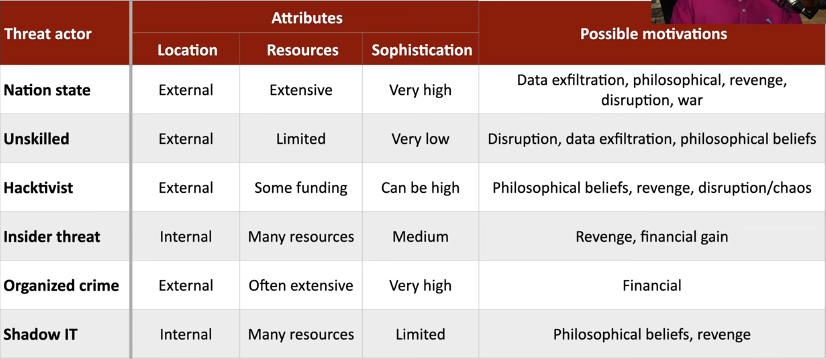 Threat actor Attributes Possible motivations
Location Resources Sophistication
Nation state External Extensive Very high Data exfiltration, philosophical, revenge,
disruption, war
Unskilled External Limited Very low Disruption, data exfiltration, philosophical beliefs
Hacktivist External Some funding Can be high Philosophical beliefs, revenge, disruption/chaos
Insider threat Internal Many resources Medium Revenge, financial gain
Organized crime External Often extensive Very high Financial
Shadow IT Internal Many resources Limited Philosophical beliefs, revenge